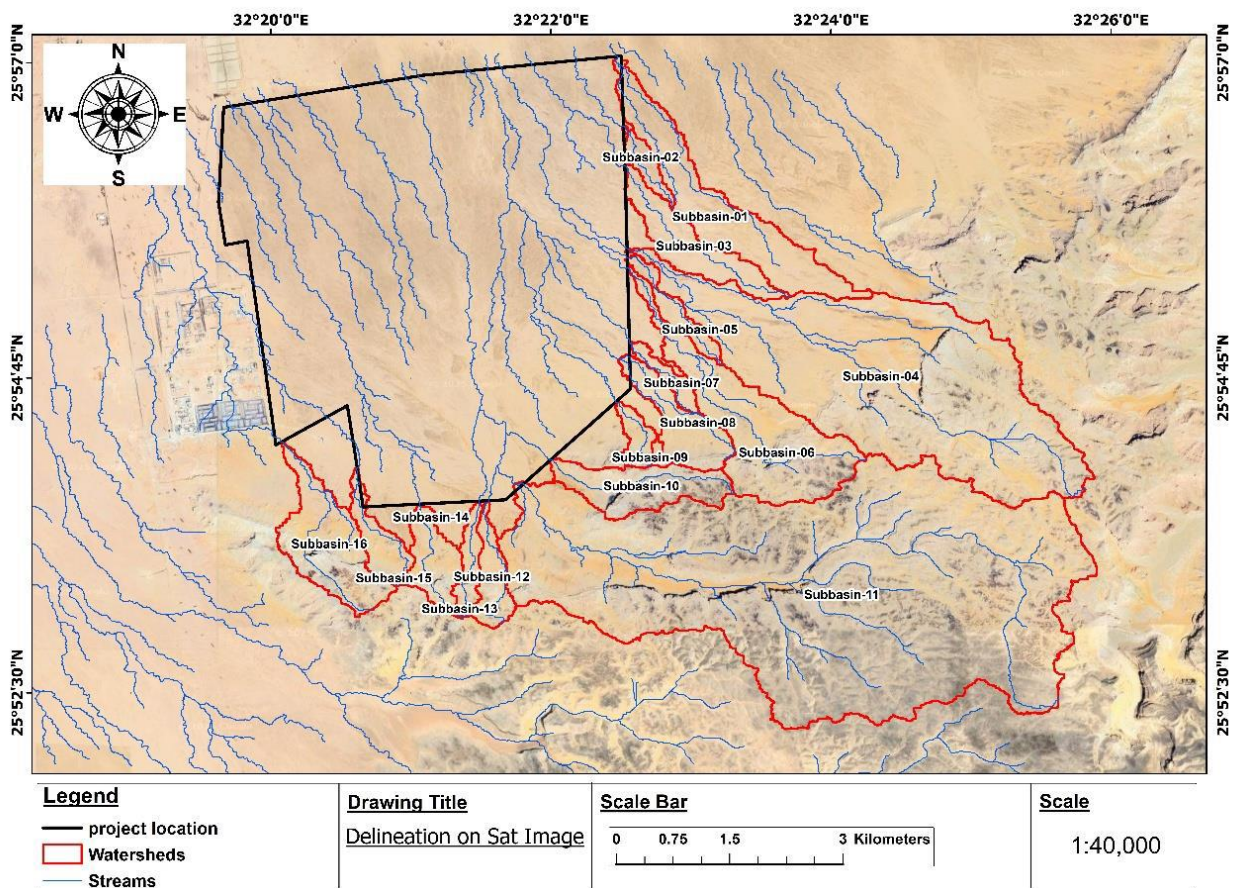 32°20'0"E
32°22'0"E
32°24'0"E
32°26'0"E
25°57'0"N
25°57'0"N
N
W
E
S
Subbasin-02
Subbasin-01
Subbasin-03
Subbasin-05
25°54'45"N
25°54'45"N
Subbasin-07
Subbasin-04
Subbasin-08
Subbasin-09
Subbasin-06
Subbasin-10
Subbasin-14
Subbasin-16
Subbasin-15
Subbasin-12
Subbasin-11
Subbasin-13
25°52'30"N
25°52'30"N
Legend
project location
Watersheds
Streams
Drawing Title
Delineation on Sat Image
Scale Bar
0 0.75 1.5 3 Kilometers
Scale
1:40,000